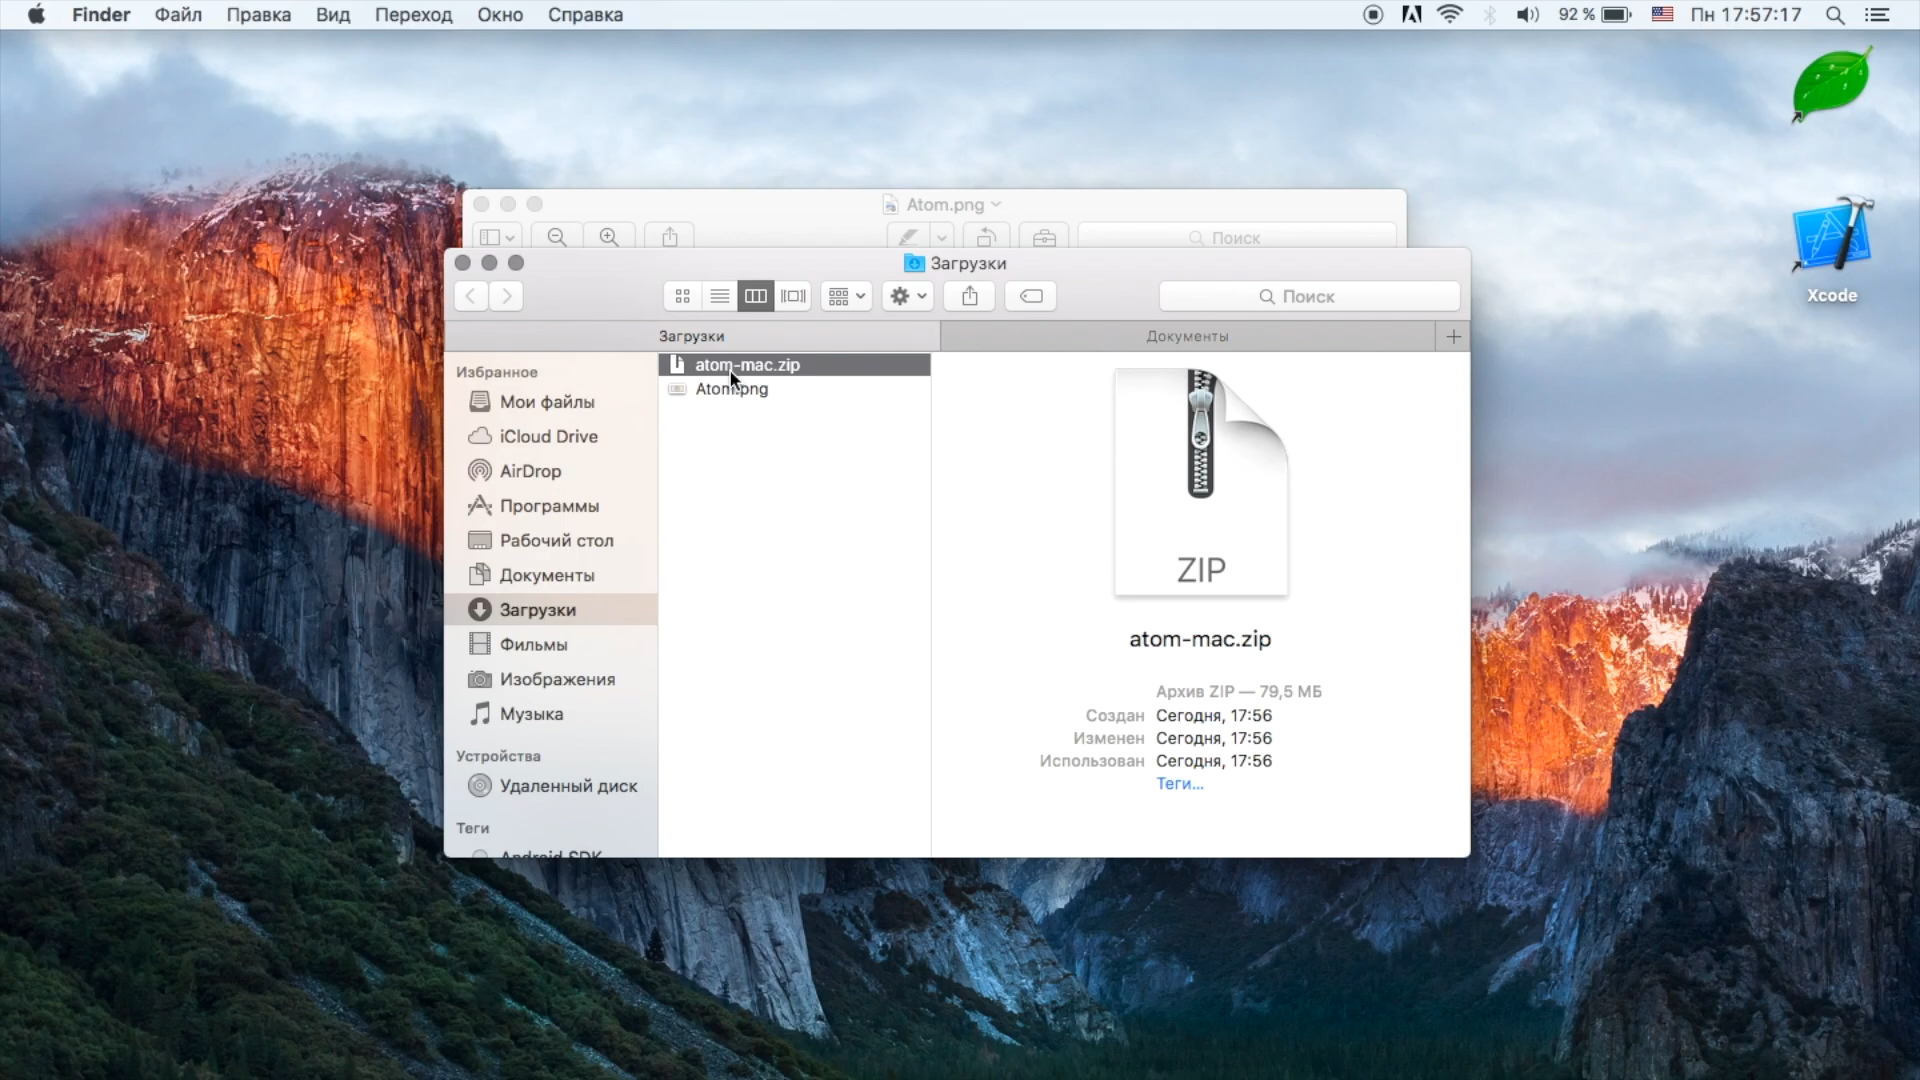 Finder Файл Правка Вид Переход Окно Справка 92 % Пн 17:57:17
Atom.png
Поиск
Загрузки
Поиск
Загрузки Документы
Избранное
Мои файлы
iCloud Drive
AirDrop
Программы
Рабочий стол
Документы
Загрузки
Фильмы
Изображения
Музыка
Устройства
Удаленный диск
Теги
Android SDK
atom-mac.zip
Atom.png
ZIP
atom-mac.zip
Архив ZIP — 79,5 МБ
Создан Сегодня, 17:56
Изменен Сегодня, 17:56
Использован Сегодня, 17:56
Теги...
Xcode